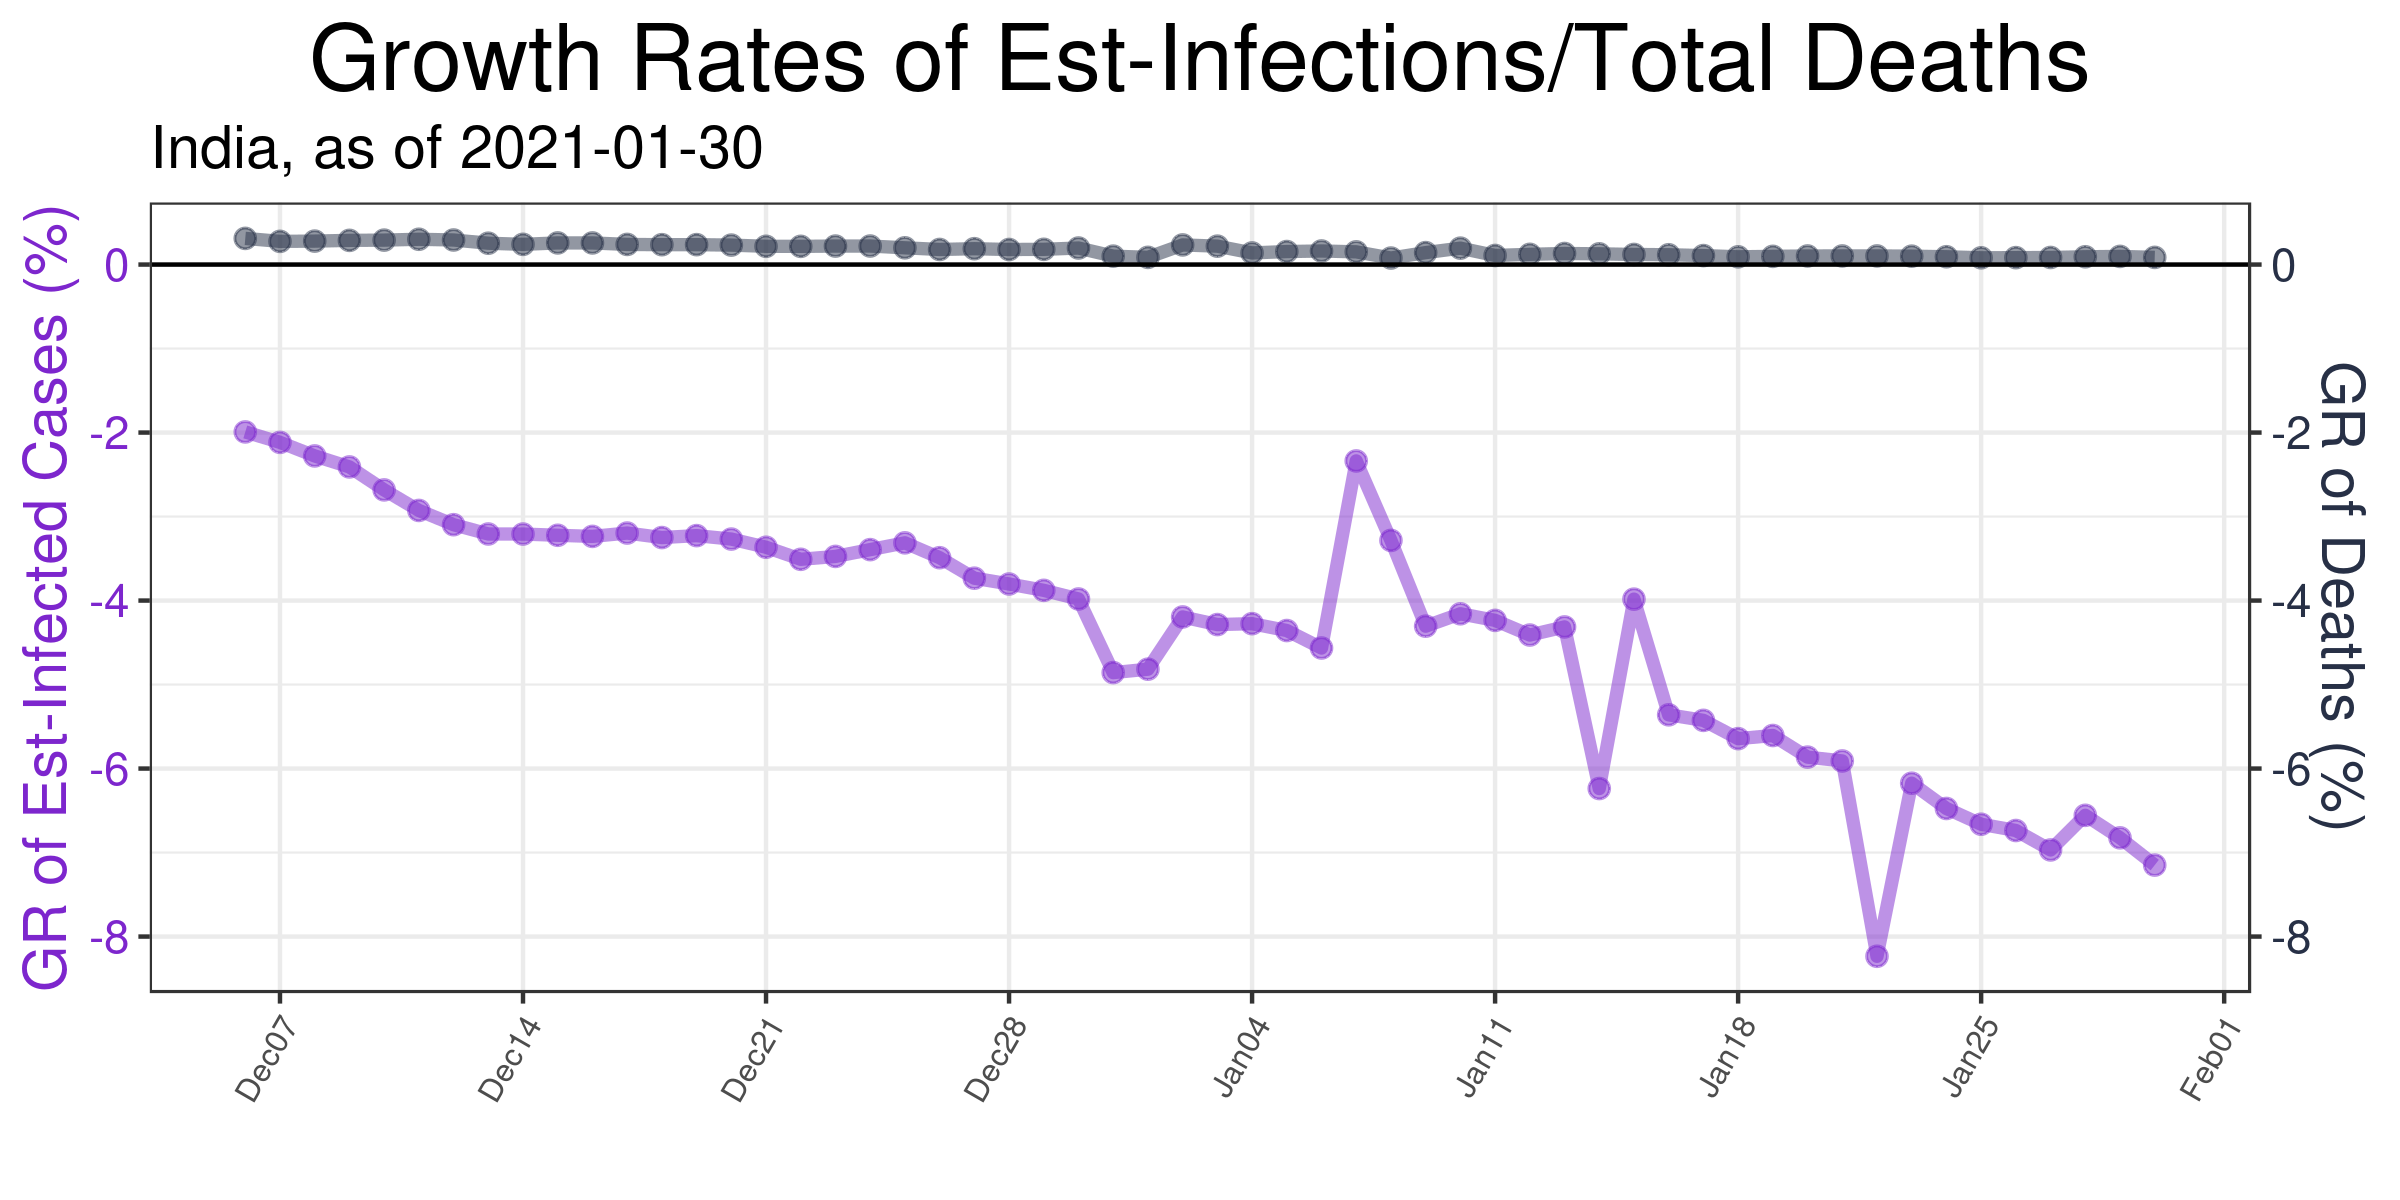 Growth Rates of Est-Infections/Total Deaths
India, as of 2021-01-30
GR of Est-Infected Cases (%)
0
-2
-4
-6
-8
0
-2
-4
-6
-8
GR of Deaths (%)
Dec07
Dec14
Dec21
Dec28
Jan04
Jan11
Jan18
Jan25
Feb01